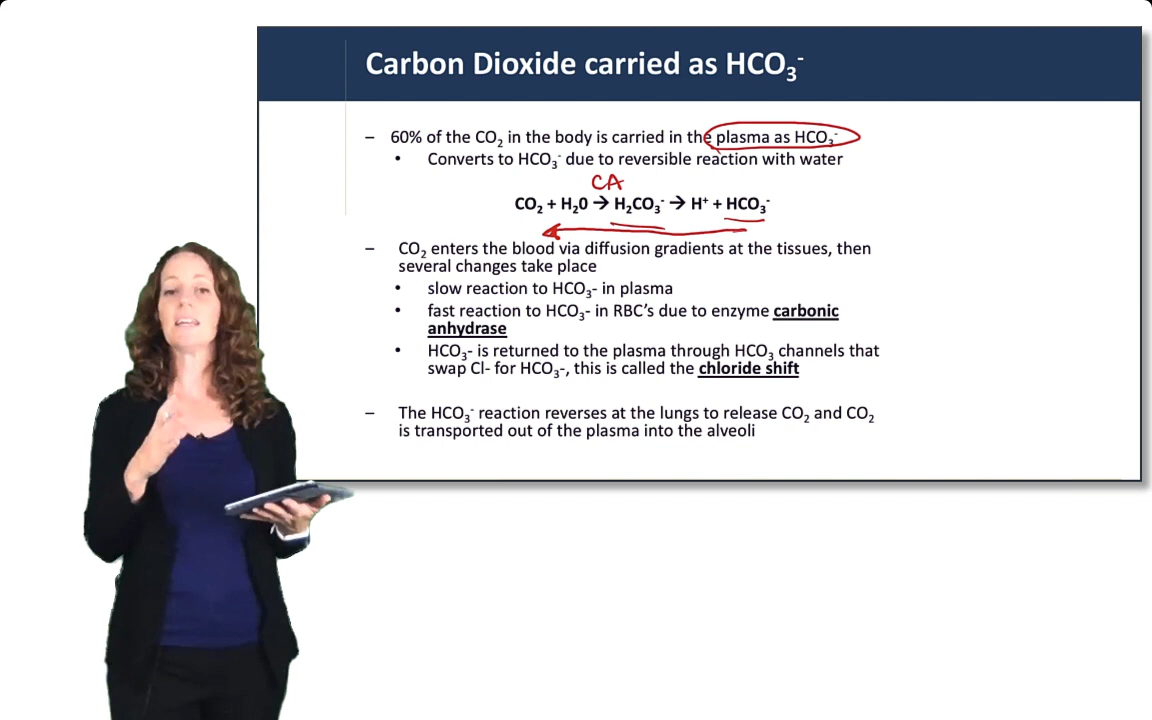 Carbon Dioxide carried as HCO₃⁻
– 60% of the CO₂ in the body is carried in the plasma as HCO₃⁻
• Converts to HCO₃⁻ due to reversible reaction with water
CA
CO₂ + H₂0 → H₂CO₃⁻ → H⁺ + HCO₃⁻
– CO₂ enters the blood via diffusion gradients at the tissues, then
several changes take place
• slow reaction to HCO₃- in plasma
• fast reaction to HCO₃- in RBC's due to enzyme carbonic
anhydrase
• HCO₃- is returned to the plasma through HCO₃ channels that
swap Cl- for HCO₃-, this is called the chloride shift
– The HCO₃⁻ reaction reverses at the lungs to release CO₂ and CO₂
is transported out of the plasma into the alveoli